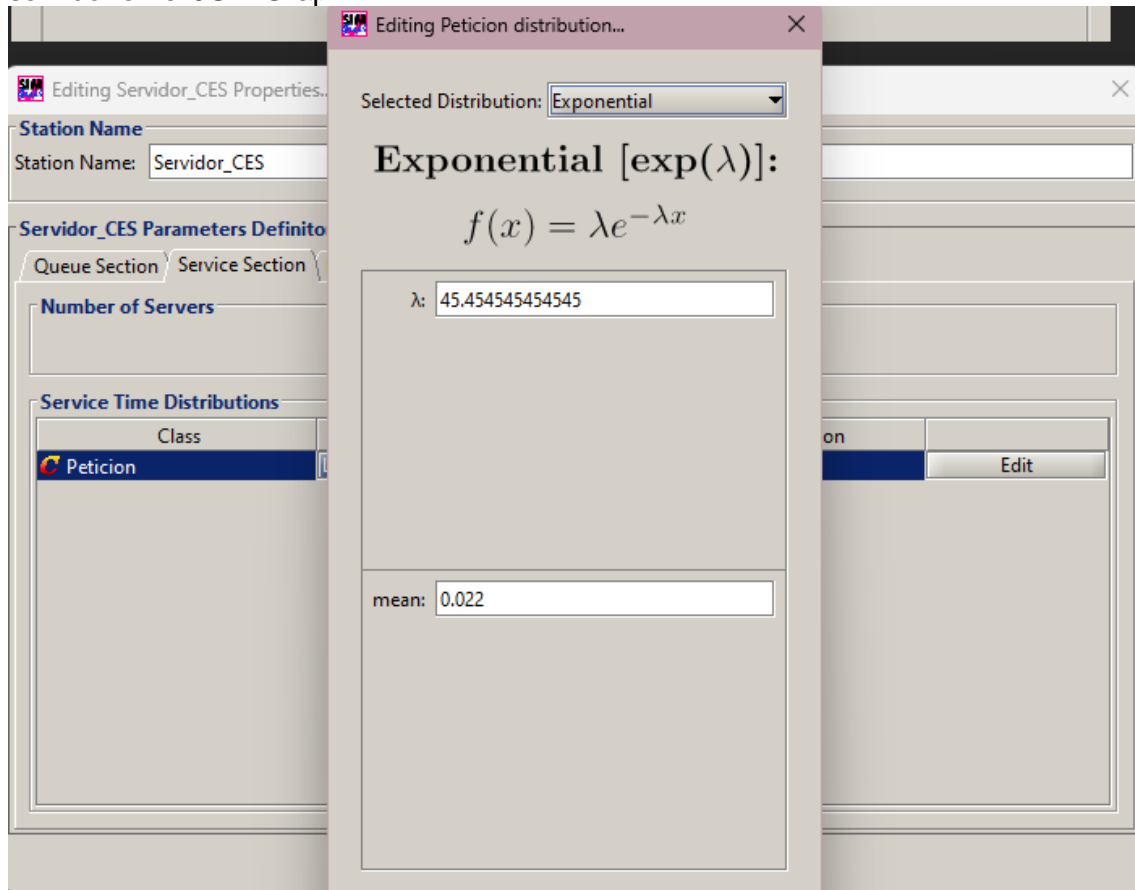 Editing Peticion distribution...
Editing Servidor_CES Properties..
Selected Distribution: Exponential
Station Name
Station Name: Servidor_CES
Exponential [exp(λ)]:
f(x) = λe^{-λx}
Servidor_CES Parameters Definito
Queue Section
Service Section
Number of Servers
λ: 45.454545454545
Service Time Distributions
Class
on
Peticion
Edit
mean: 0.022